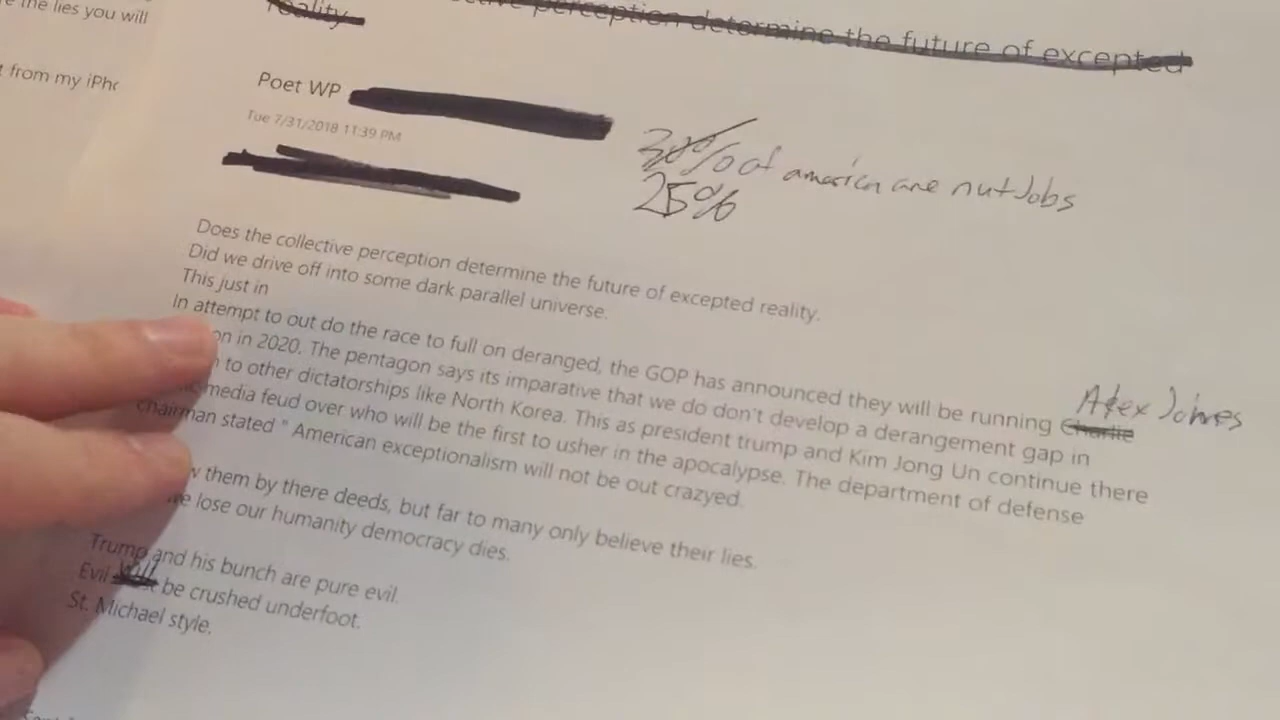 e the lies you will
from my iPho
perception determine the future of excepted
reality
Poet WP
Tue 7/31/2018 11:39 PM
30% of america are nutJobs
25%
Does the collective perception determine the future of excepted reality.
Did we drive off into some dark parallel universe.
This just in
In attempt to out do the race to full on deranged, the GOP has announced they will be running Charlie Alex Jones
on in 2020. The pentagon says its imparative that we do don't develop a derangement gap in
to other dictatorships like North Korea. This as president trump and Kim Jong Un continue there
media feud over who will be the first to usher in the apocalypse. The department of defense
chairman stated " American exceptionalism will not be out crazyed.
w them by there deeds, but far to many only believe their lies.
we lose our humanity democracy dies.
Trump and his bunch are pure evil.
Evil will be crushed underfoot.
St. Michael style.